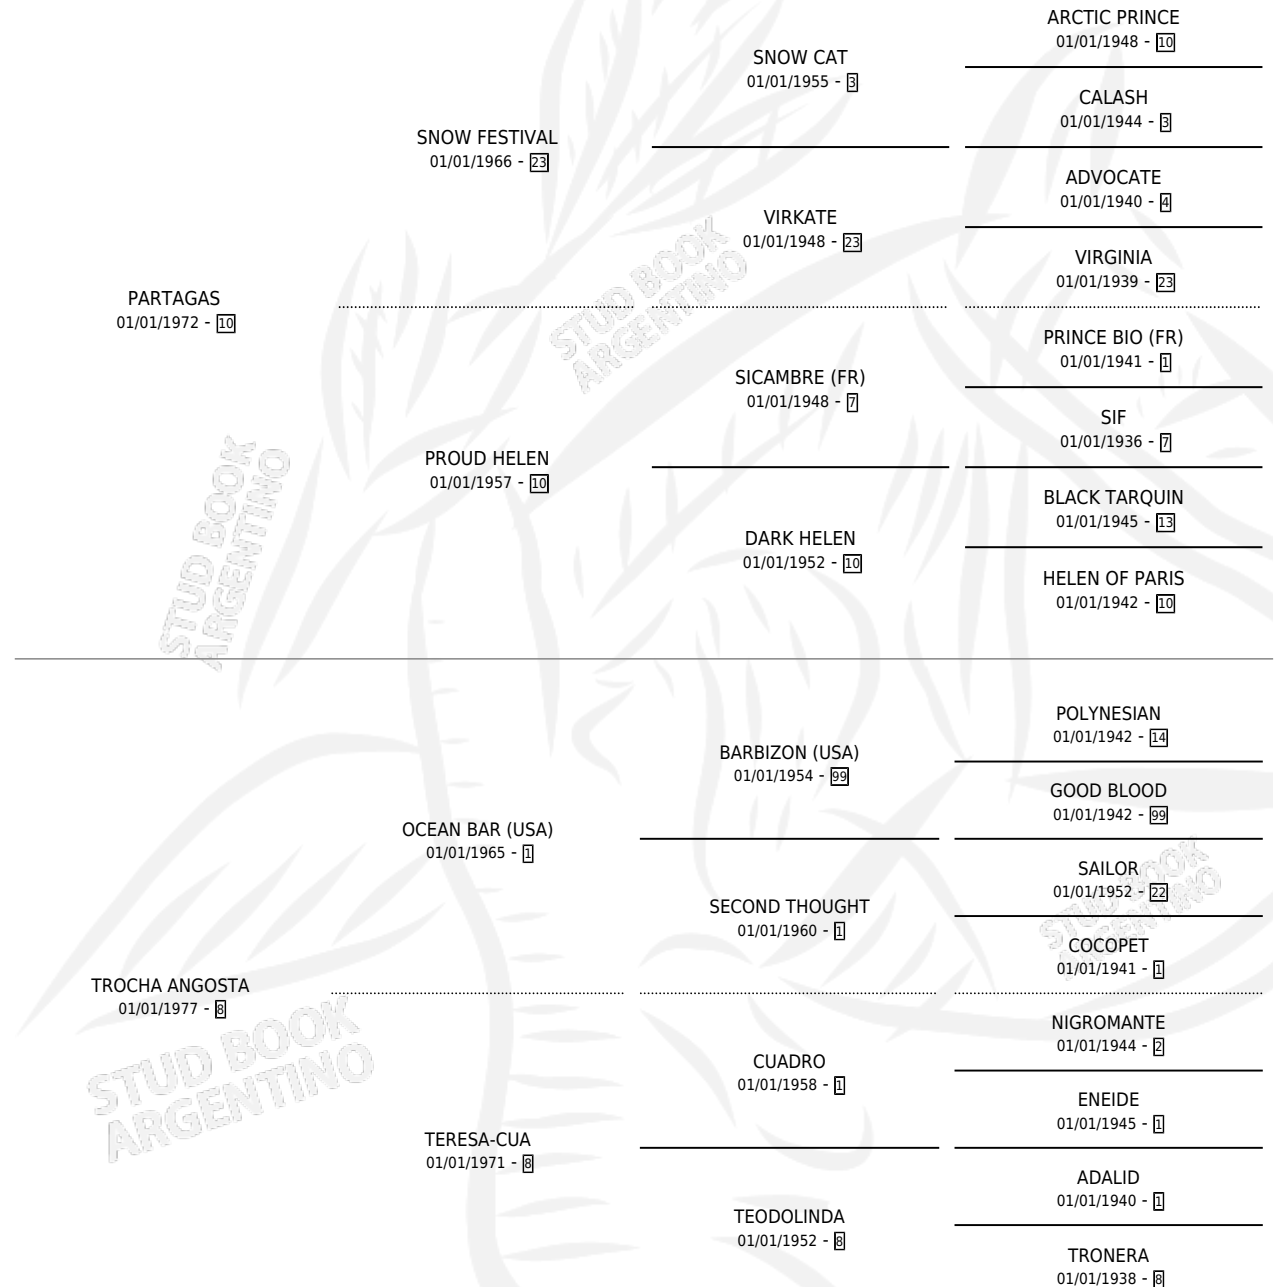 ARCTIC PRINCE
01/01/1948 - 10
SNOW CAT
01/01/1955 - 3
CALASH
01/01/1944 - 3
SNOW FESTIVAL
01/01/1966 - 23
ADVOCATE
01/01/1940 - 4
VIRKATE
01/01/1948 - 23
VIRGINIA
01/01/1939 - 23
PARTAGAS
01/01/1972 - 10
PRINCE BIO (FR)
01/01/1941 - 1
SICAMBRE (FR)
01/01/1948 - 7
SIF
01/01/1936 - 7
PROUD HELEN
01/01/1957 - 10
BLACK TARQUIN
01/01/1945 - 13
DARK HELEN
01/01/1952 - 10
HELEN OF PARIS
01/01/1942 - 10
STUD BOOK
ARGENTINO
STUD BOOK
ARGENTINO
POLYNESIAN
01/01/1942 - 14
BARBIZON (USA)
01/01/1954 - 99
GOOD BLOOD
01/01/1942 - 99
OCEAN BAR (USA)
01/01/1965 - 1
SAILOR
01/01/1952 - 22
SECOND THOUGHT
01/01/1960 - 1
COCOPET
01/01/1941 - 1
TROCHA ANGOSTA
01/01/1977 - 8
NIGROMANTE
01/01/1944 - 2
CUADRO
01/01/1958 - 1
ENEIDE
01/01/1945 - 1
TERESA-CUA
01/01/1971 - 8
ADALID
01/01/1940 - 1
TEODOLINDA
01/01/1952 - 8
TRONERA
01/01/1938 - 8
STUD BOOK
ARGENTINO
STUD BOOK
ARGENTINO